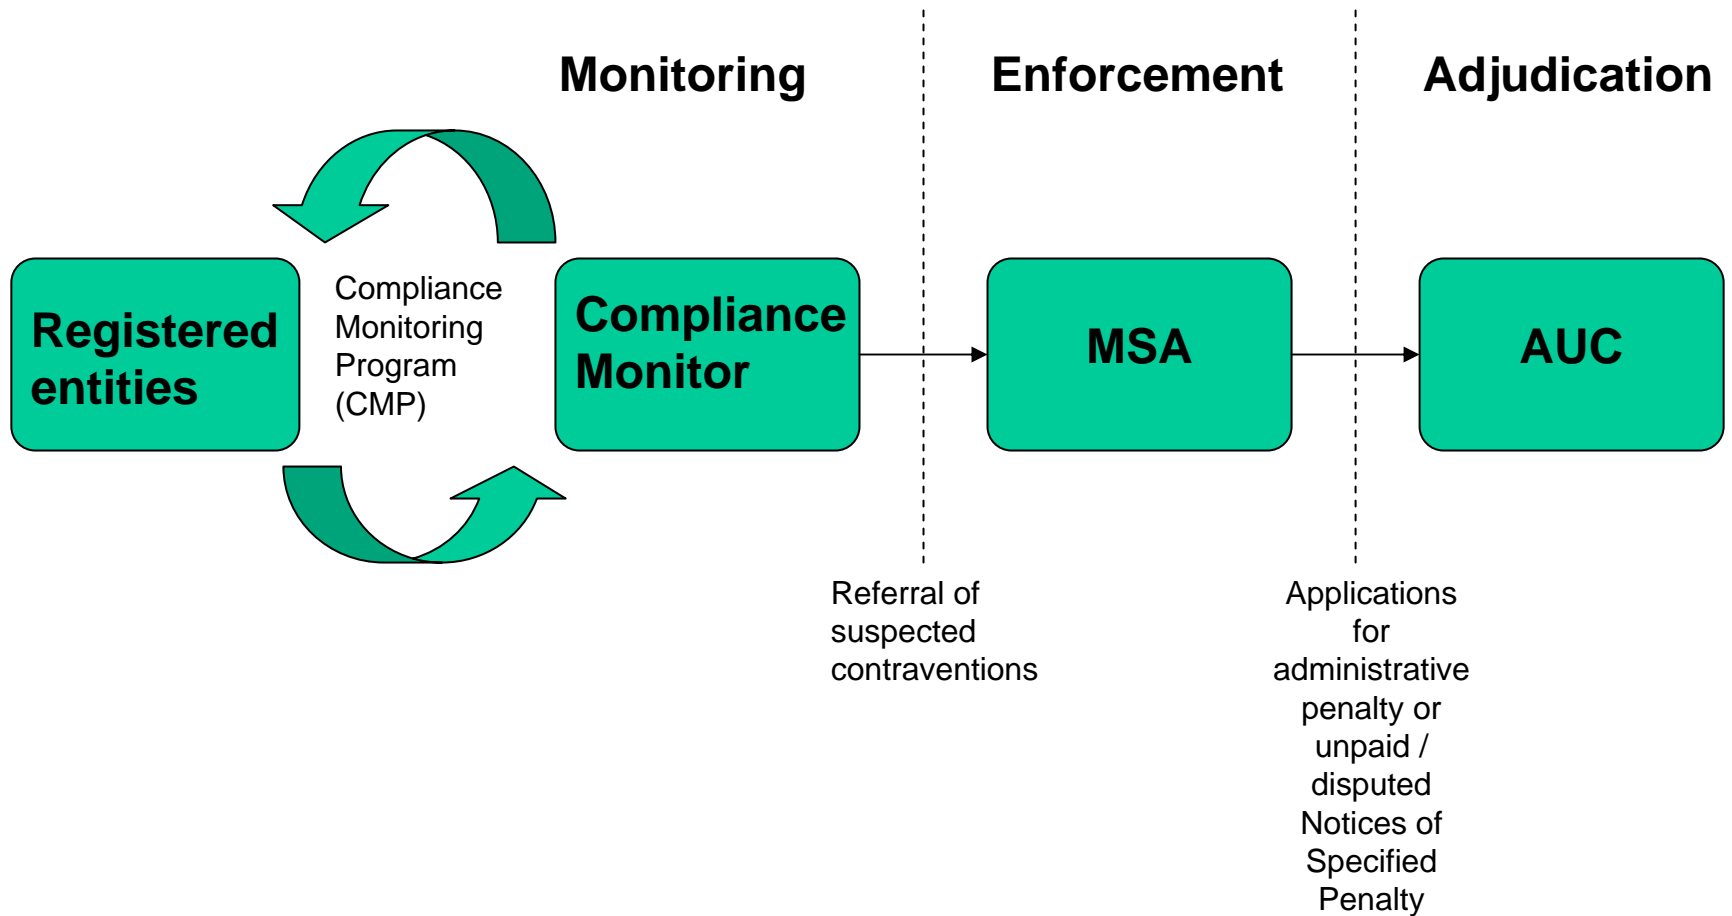 Monitoring
Enforcement
Adjudication
Registered
entities
Compliance
Monitoring
Program
(CMP)
Compliance
Monitor
MSA
AUC
Referral of
suspected
contraventions
Applications
for
administrative
penalty or
unpaid /
disputed
Notices of
Specified
Penalty